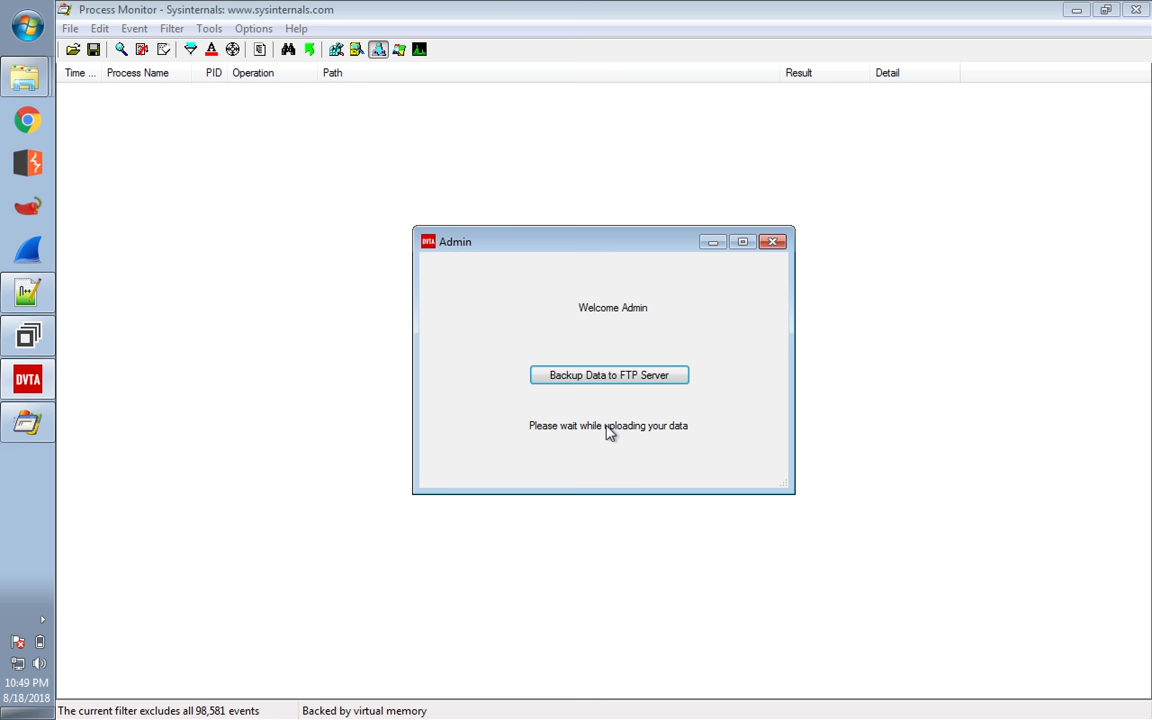 Process Monitor - Sysinternals: www.sysinternals.com
File Edit Event Filter Tools Options Help
Time ... Process Name PID Operation Path Result Detail
DVTA Admin
Welcome Admin
Backup Data to FTP Server
Please wait while uploading your data
DVTA
10:49 PM
8/18/2018
The current filter excludes all 98,581 events Backed by virtual memory